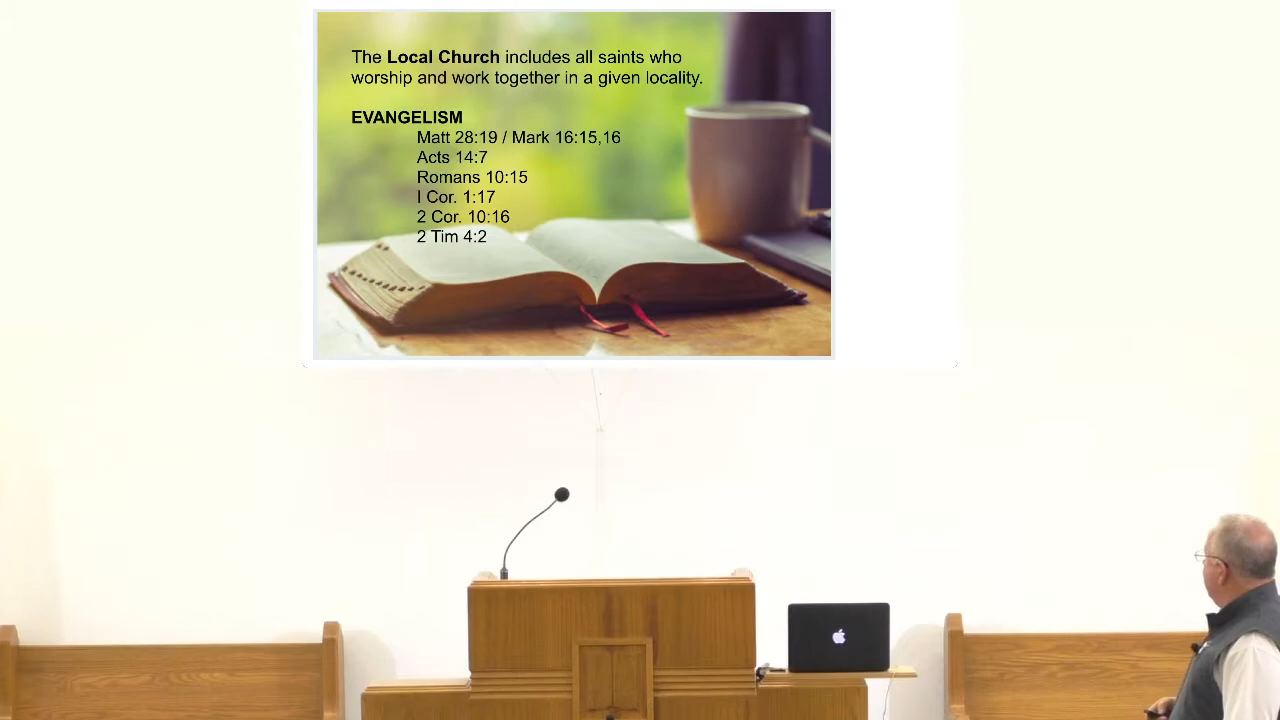 The Local Church includes all saints who
worship and work together in a given locality.
EVANGELISM
Matt 28:19 / Mark 16:15,16
Acts 14:7
Romans 10:15
I Cor. 1:17
2 Cor. 10:16
2 Tim 4:2